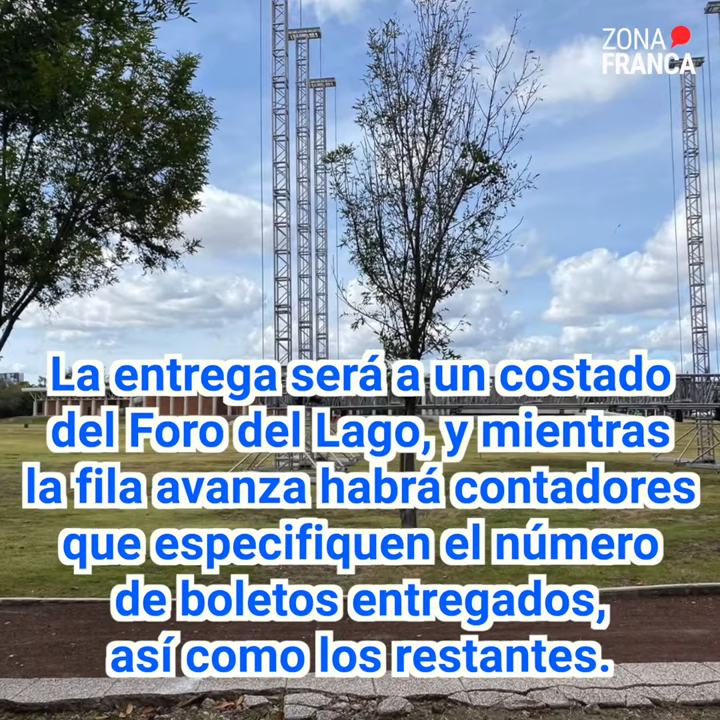 ZONA
FRANCA
La entrega será a un costado
del Foro del Lago, y mientras
la fila avanza habrá contadores
que especifiquen el número
de boletos entregados,
así como los restantes.